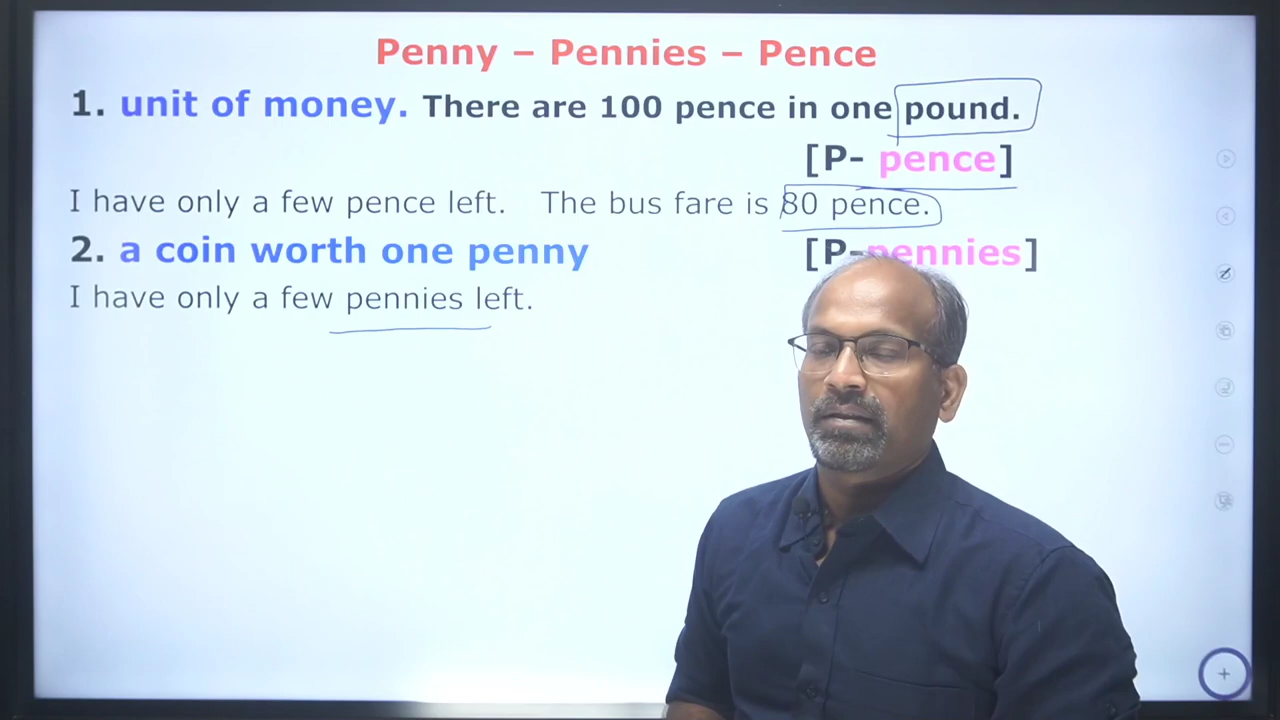 Penny – Pennies – Pence
1. unit of money. There are 100 pence in one pound.
[P- pence]
I have only a few pence left. The bus fare is 80 pence.
2. a coin worth one penny [P-pennies]
I have only a few pennies left.